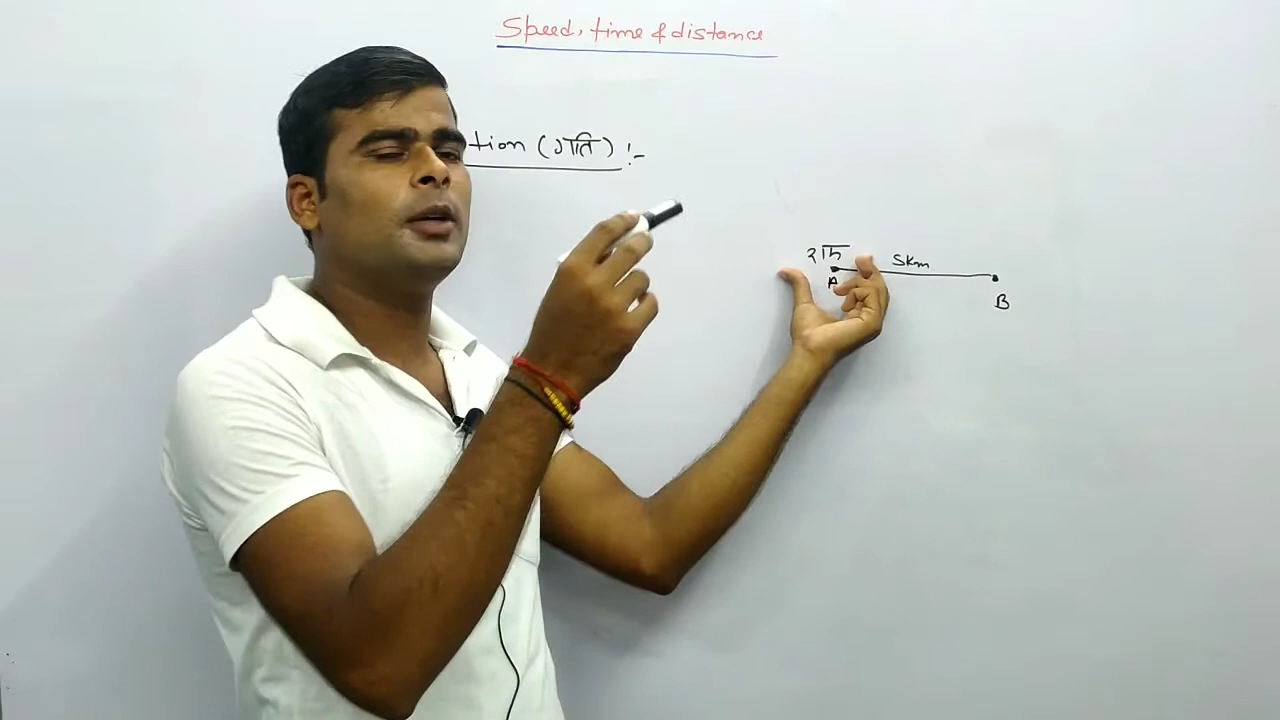 Speed, time & distance
tion (गति) :-
राम 5km
A
B